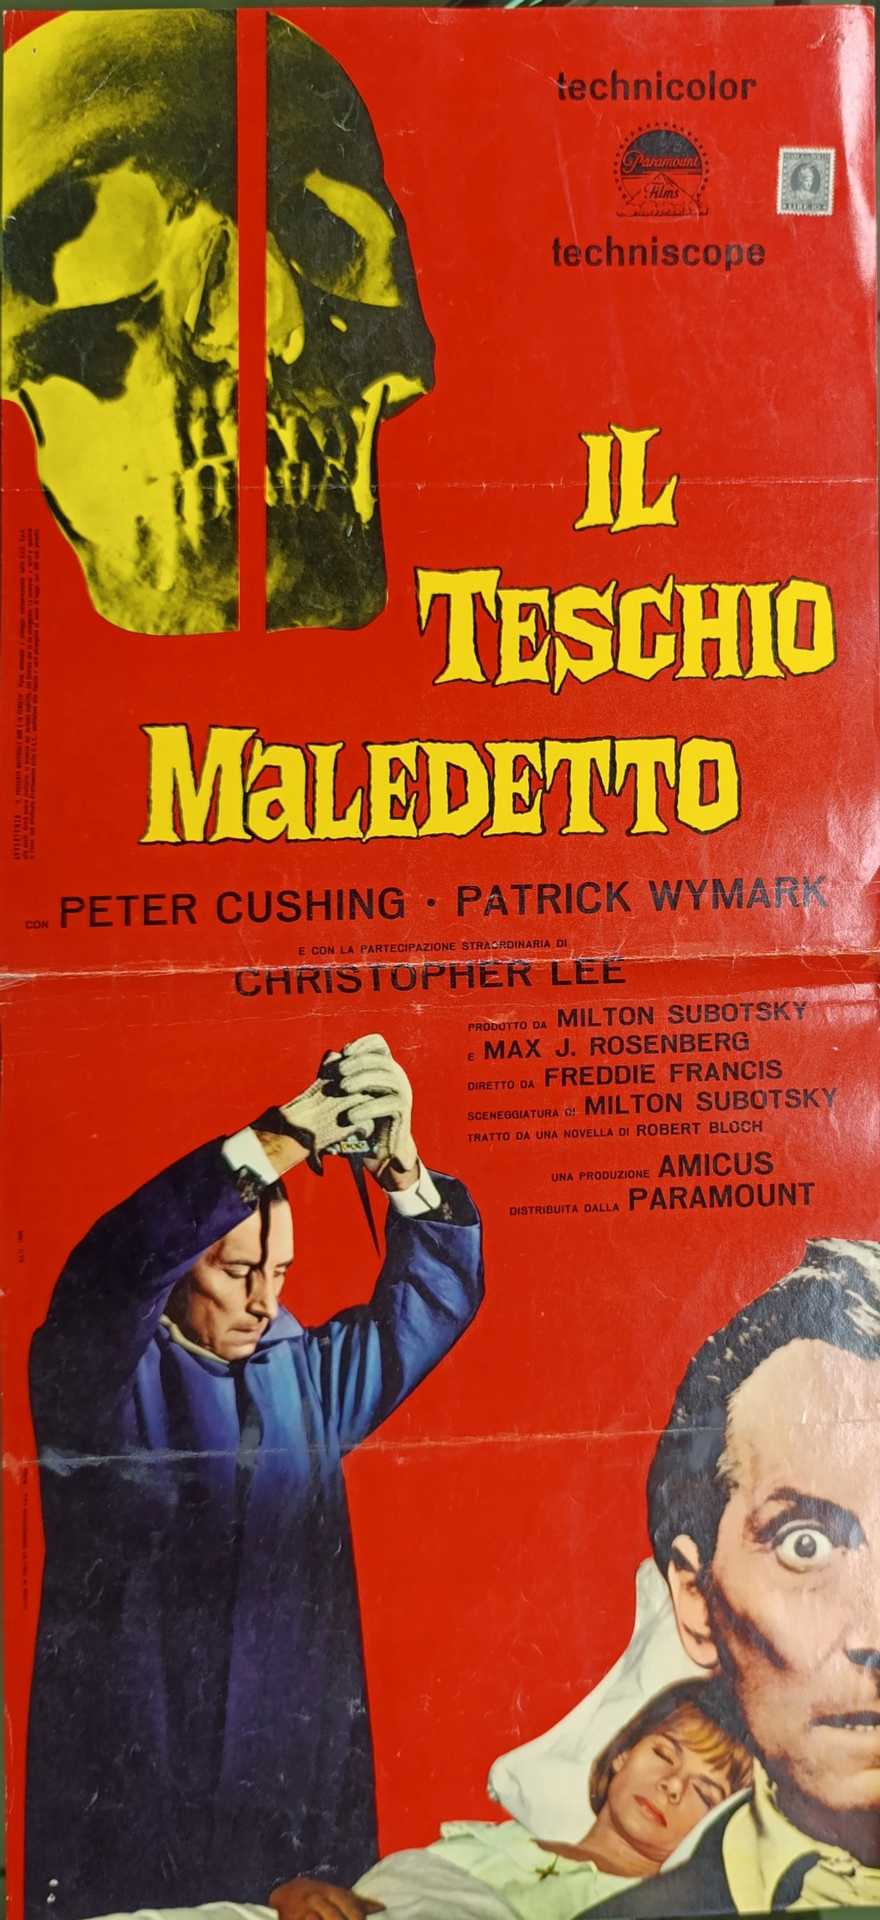 technicolor
Paramount
Films
techniscope
LIRE 10
IL
TESCHIO
MALEDETTO
CON PETER CUSHING · PATRICK WYMARK
E CON LA PARTECIPAZIONE STRAORDINARIA DI
CHRISTOPHER LEE
PRODOTTO DA MILTON SUBOTSKY
E MAX J. ROSENBERG
DIRETTO DA FREDDIE FRANCIS
SCENEGGIATURA DI MILTON SUBOTSKY
TRATTO DA UNA NOVELLA DI ROBERT BLOCH
UNA PRODUZIONE AMICUS
DISTRIBUITA DALLA PARAMOUNT